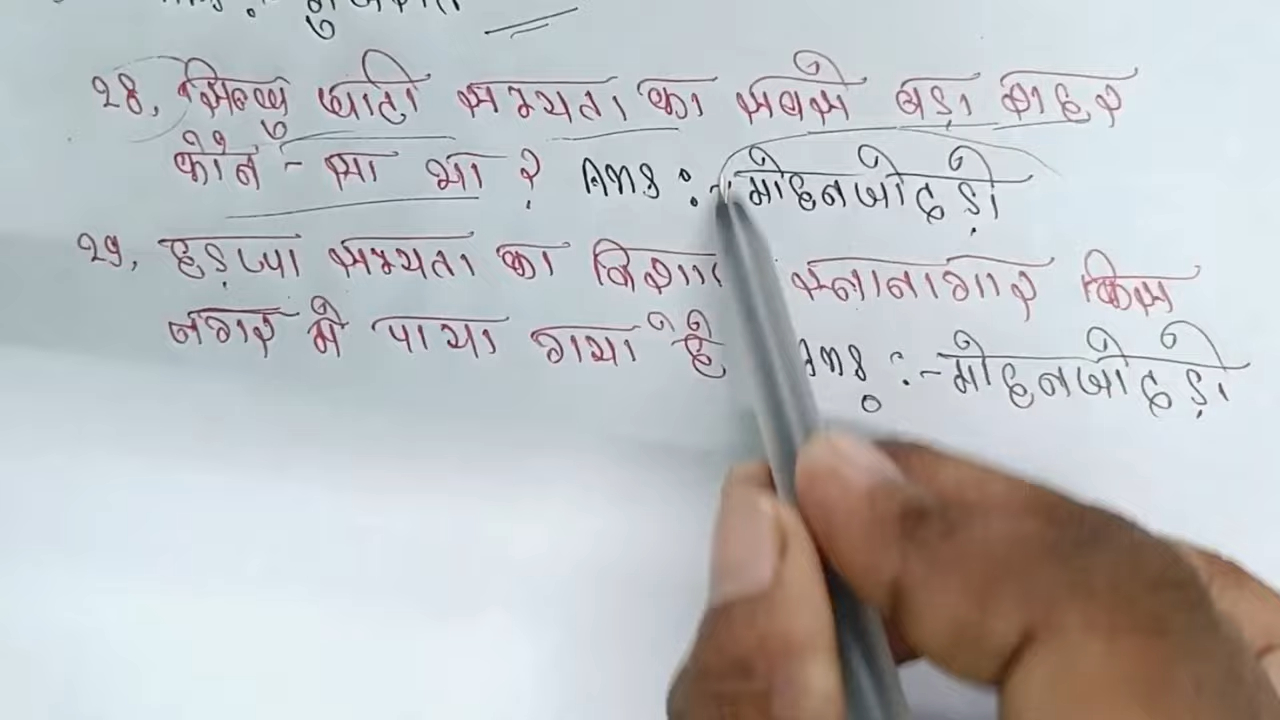 28, सिन्धु घाटी सभ्यता का सबसे बड़ा शहर
कौन - सा था ? Ans :- मोहनजोदड़ो
29, हड़प्पा सभ्यता का स्नानागार किस
नगर में पाया गया है Ans :- मोहनजोदड़ो